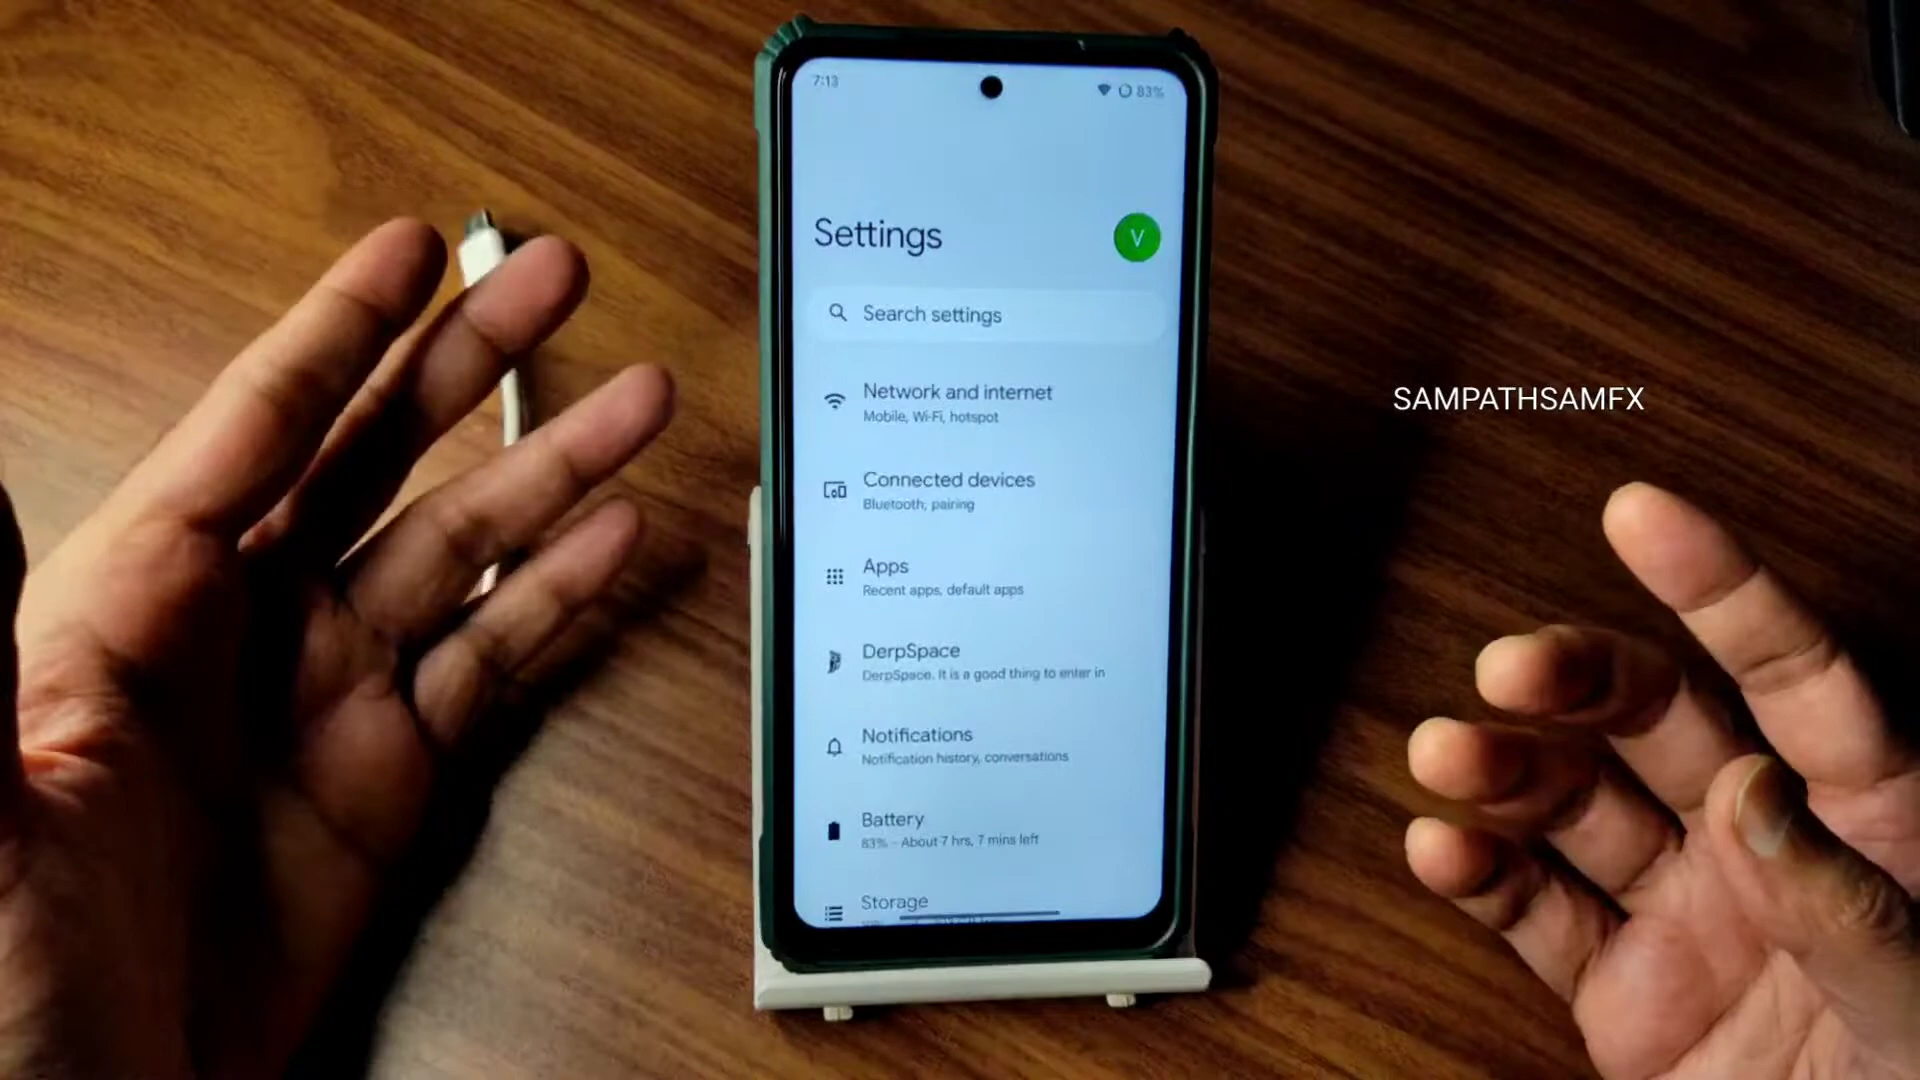 7:13
83%
Settings
V
Search settings
Network and internet
Mobile, Wi-Fi, hotspot
Connected devices
Bluetooth, pairing
Apps
Recent apps, default apps
DerpSpace
DerpSpace. It is a good thing to enter in
Notifications
Notification history, conversations
Battery
83% - About 7 hrs, 7 mins left
Storage
SAMPATHSAMFX